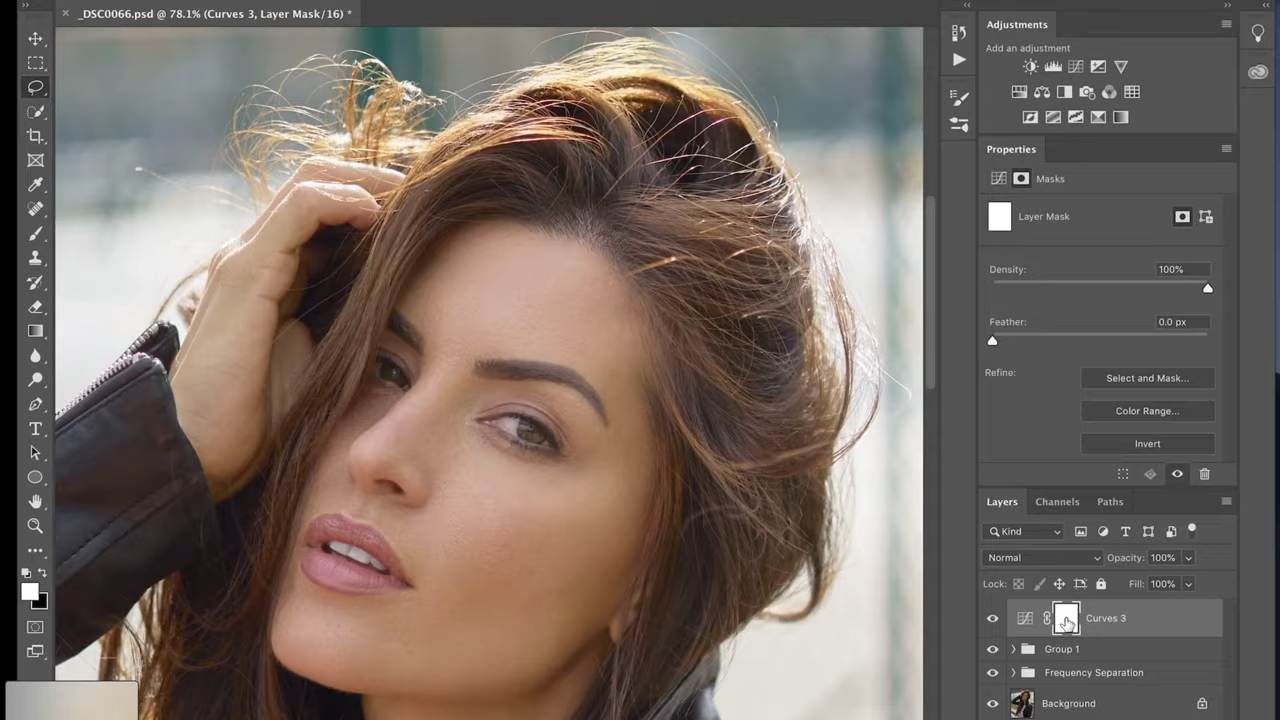 _DSC0066.psd @ 78.1% (Curves 3, Layer Mask/16) *
Adjustments
Add an adjustment
Properties
Masks
Layer Mask
Density: 100%
Feather: 0.0 px
Refine: Select and Mask...
Color Range...
Invert
Layers Channels Paths
Kind
Normal Opacity: 100%
Lock: Fill: 100%
Curves 3
Group 1
Frequency Separation
Background